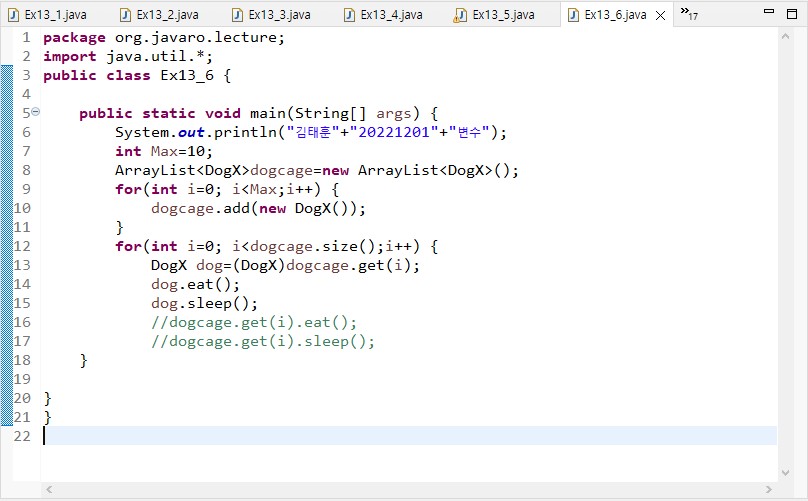 Ex13_1.java Ex13_2.java Ex13_3.java Ex13_4.java Ex13_5.java Ex13_6.java »17
1 package org.javaro.lecture;
2 import java.util.*;
3 public class Ex13_6 {
4
5 public static void main(String[] args) {
6 System.out.println("김태훈"+"20221201"+"변수");
7 int Max=10;
8 ArrayList<DogX>dogcage=new ArrayList<DogX>();
9 for(int i=0; i<Max;i++) {
10 dogcage.add(new DogX());
11 }
12 for(int i=0; i<dogcage.size();i++) {
13 DogX dog=(DogX)dogcage.get(i);
14 dog.eat();
15 dog.sleep();
16 //dogcage.get(i).eat();
17 //dogcage.get(i).sleep();
18 }
19
20 }
21 }
22